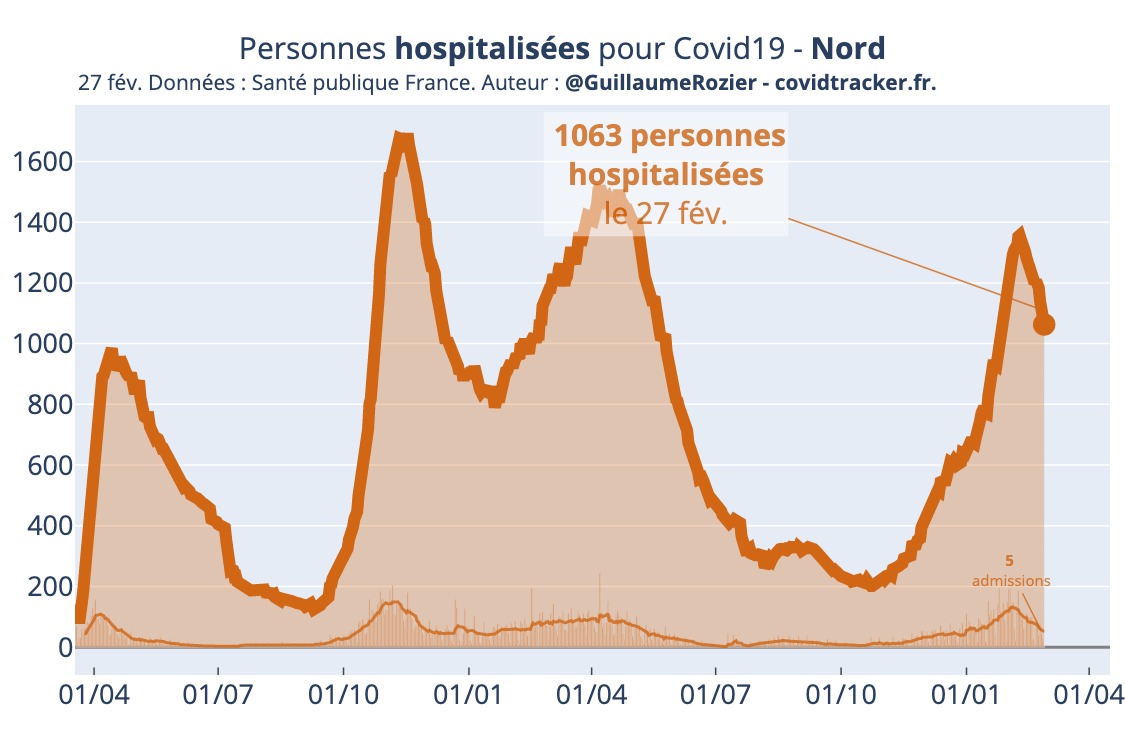 Personnes hospitalisées pour Covid19 - Nord
27 fév. Données : Santé publique France. Auteur : @GuillaumeRozier - covidtracker.fr.
1063 personnes
hospitalisées
le 27 fév.
1600
1400
1200
1000
800
600
400
200
0
5
admissions
01/04 01/07 01/10 01/01 01/04 01/07 01/10 01/01 01/04